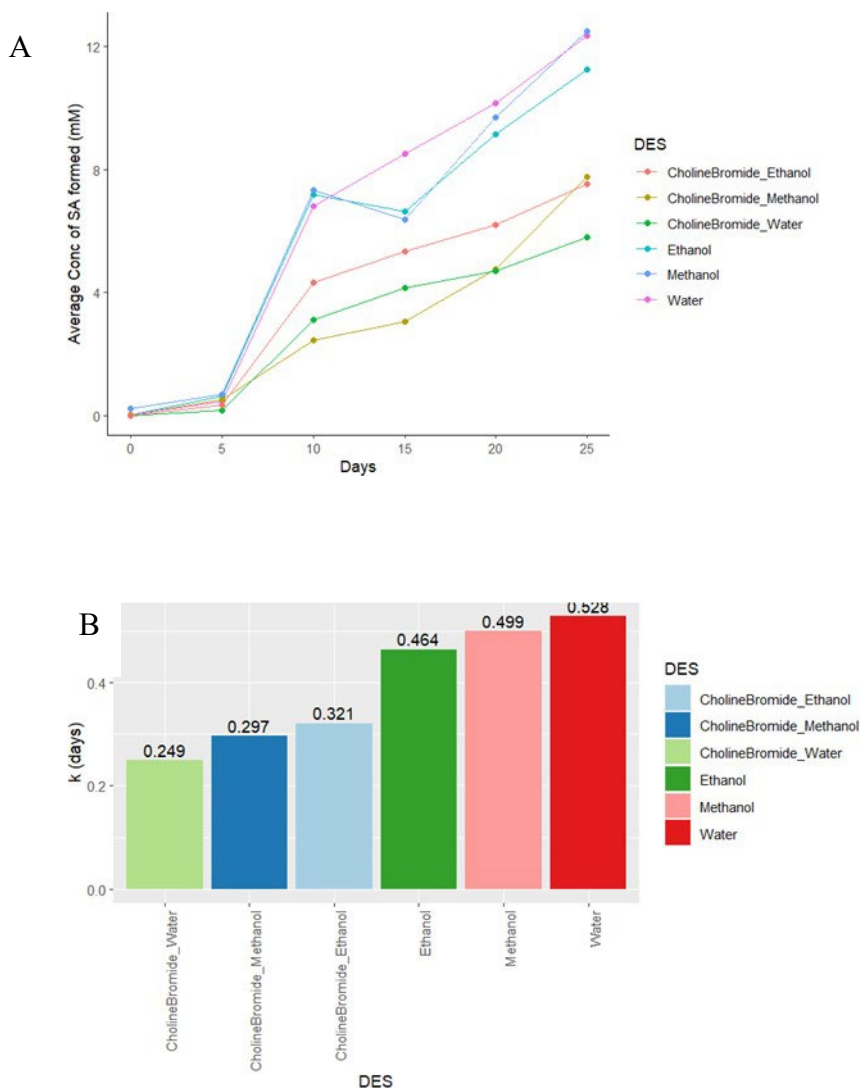 A
Average Conc of SA formed (mM)
12
8
4
0
0 5 10 15 20 25
Days
DES
CholineBromide_Ethanol
CholineBromide_Methanol
CholineBromide_Water
Ethanol
Methanol
Water
B
k (days)
0.4
0.2
0.0
0.249
0.297
0.321
0.464
0.499
0.528
CholineBromide_Water
CholineBromide_Methanol
CholineBromide_Ethanol
Ethanol
Methanol
Water
DES
DES
CholineBromide_Ethanol
CholineBromide_Methanol
CholineBromide_Water
Ethanol
Methanol
Water